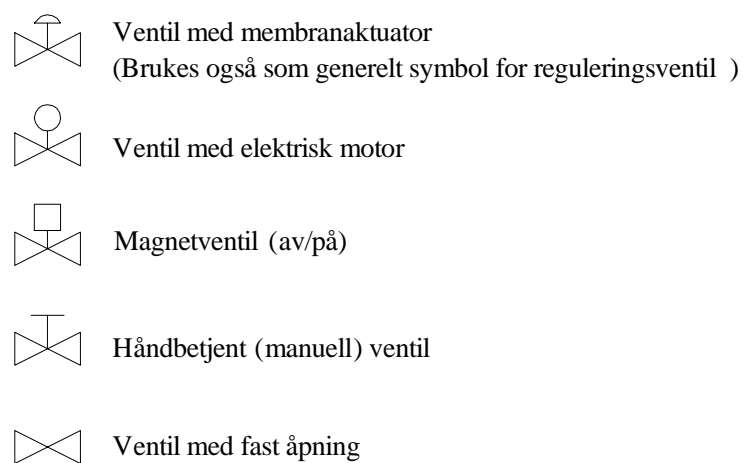 Ventil med membranaktuator
(Brukes også som generelt symbol for reguleringsventil )
Ventil med elektrisk motor
Magnetventil (av/på)
Håndbetjent (manuell) ventil
Ventil med fast åpning